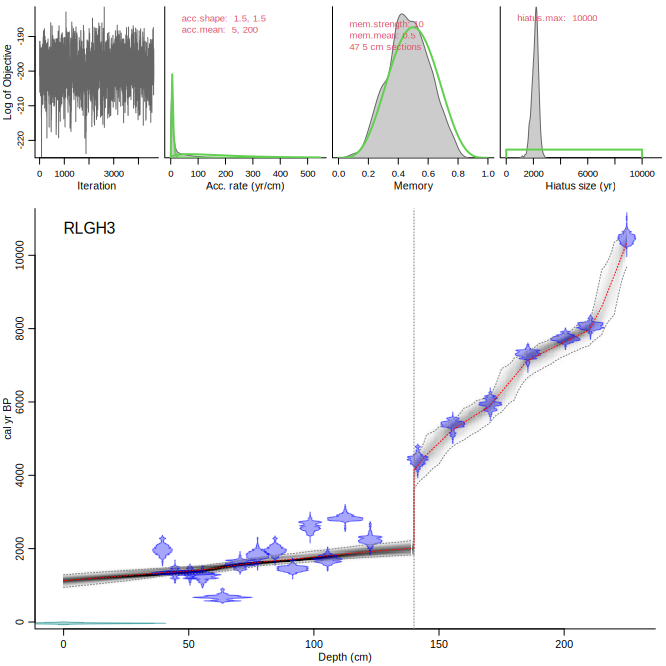 acc.shape: 1.5, 1.5
acc.mean: 5, 200
mem.strength: 10
mem.mean: 0.5
47 5 cm sections
hiatus.max: 10000
Log of Objective
-190
-200
-210
-220
0 1000 3000
Iteration
0 100 200 300 400 500
Acc. rate (yr/cm)
0.0 0.2 0.4 0.6 0.8 1.0
Memory
0 2000 4000 6000 10000
Hiatus size (yr)
RLGH3
cal yr BP
10000
8000
6000
4000
2000
0
0 50 100 150 200
Depth (cm)